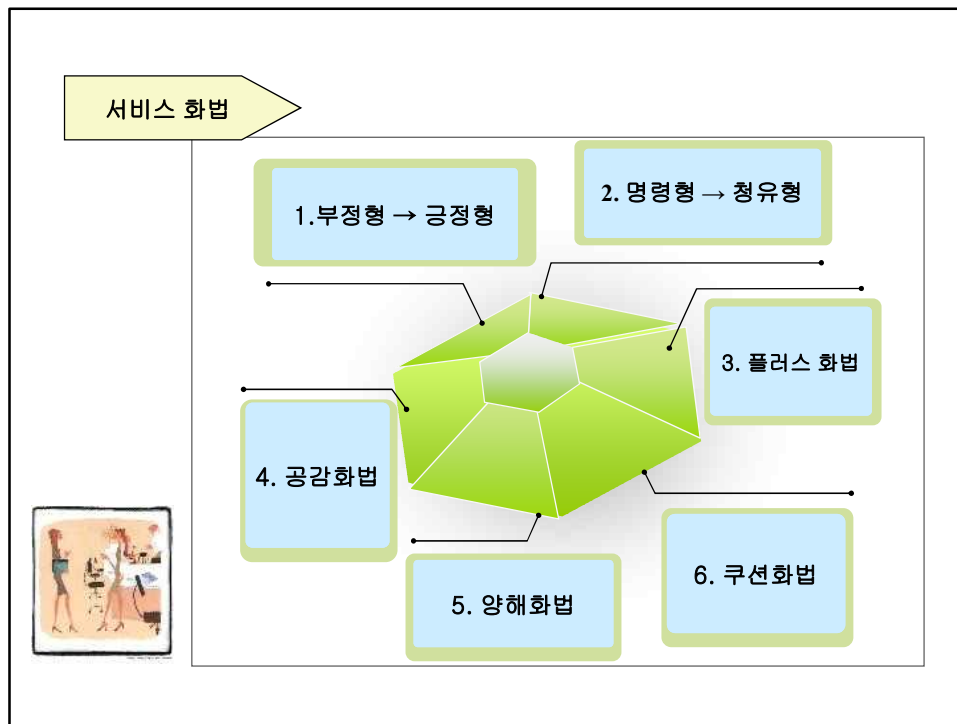 서비스 화법
1.부정형 → 긍정형
2. 명령형 → 청유형
3. 플러스 화법
4. 공감화법
5. 양해화법
6. 쿠션화법